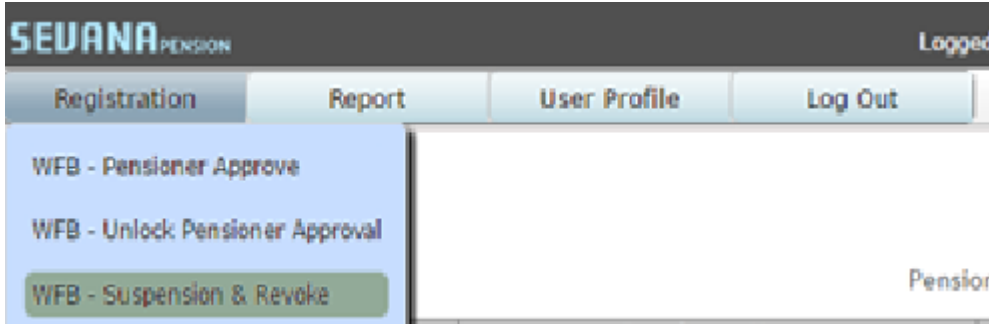 SEVANA PENSION
Logged
Registration Report User Profile Log Out
WFB - Pensioner Approve
WFB - Unlock Pensioner Approval
Pension
WFB - Suspension & Revoke